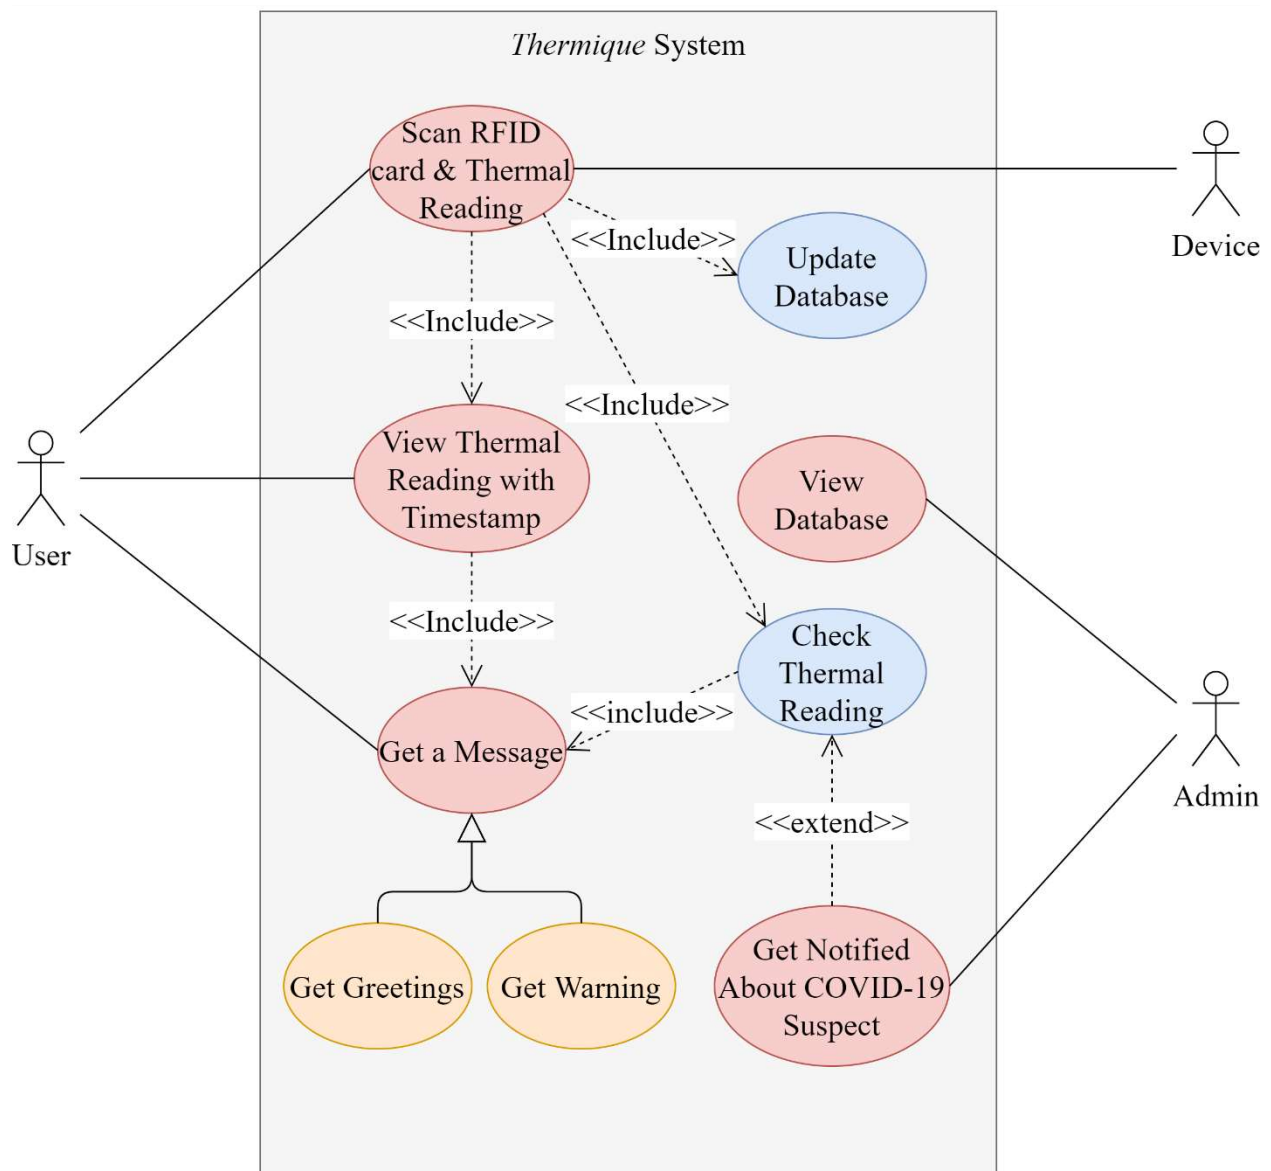 Thermique System
Scan RFID
card & Thermal
Reading
<<Include>>
Update
Database
Device
<<Include>>
<<Include>>
View Thermal
Reading with
Timestamp
View
Database
User
<<Include>>
Check
Thermal
Reading
<<include>>
Get a Message
Admin
<<extend>>
Get Greetings
Get Warning
Get Notified
About COVID-19
Suspect